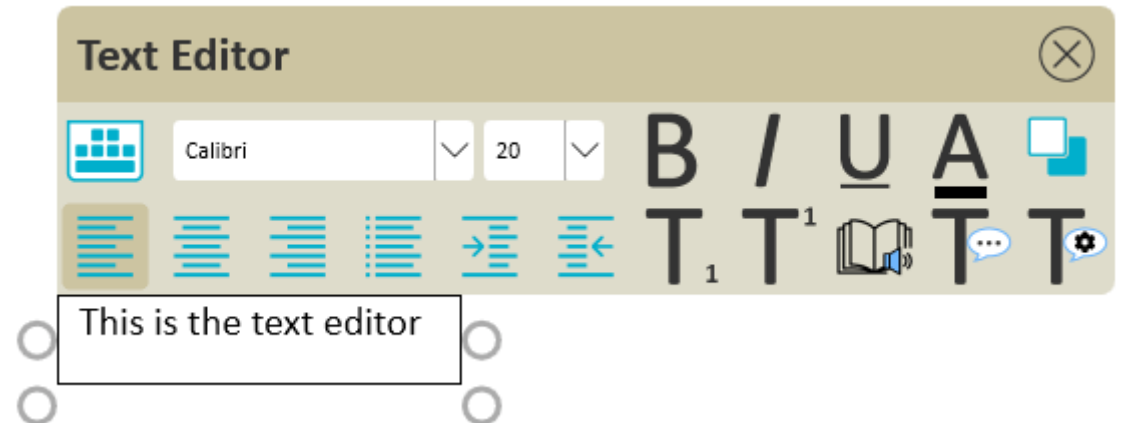 Text Editor
Calibri 20 B I U A
T1 T1 T T
This is the text editor